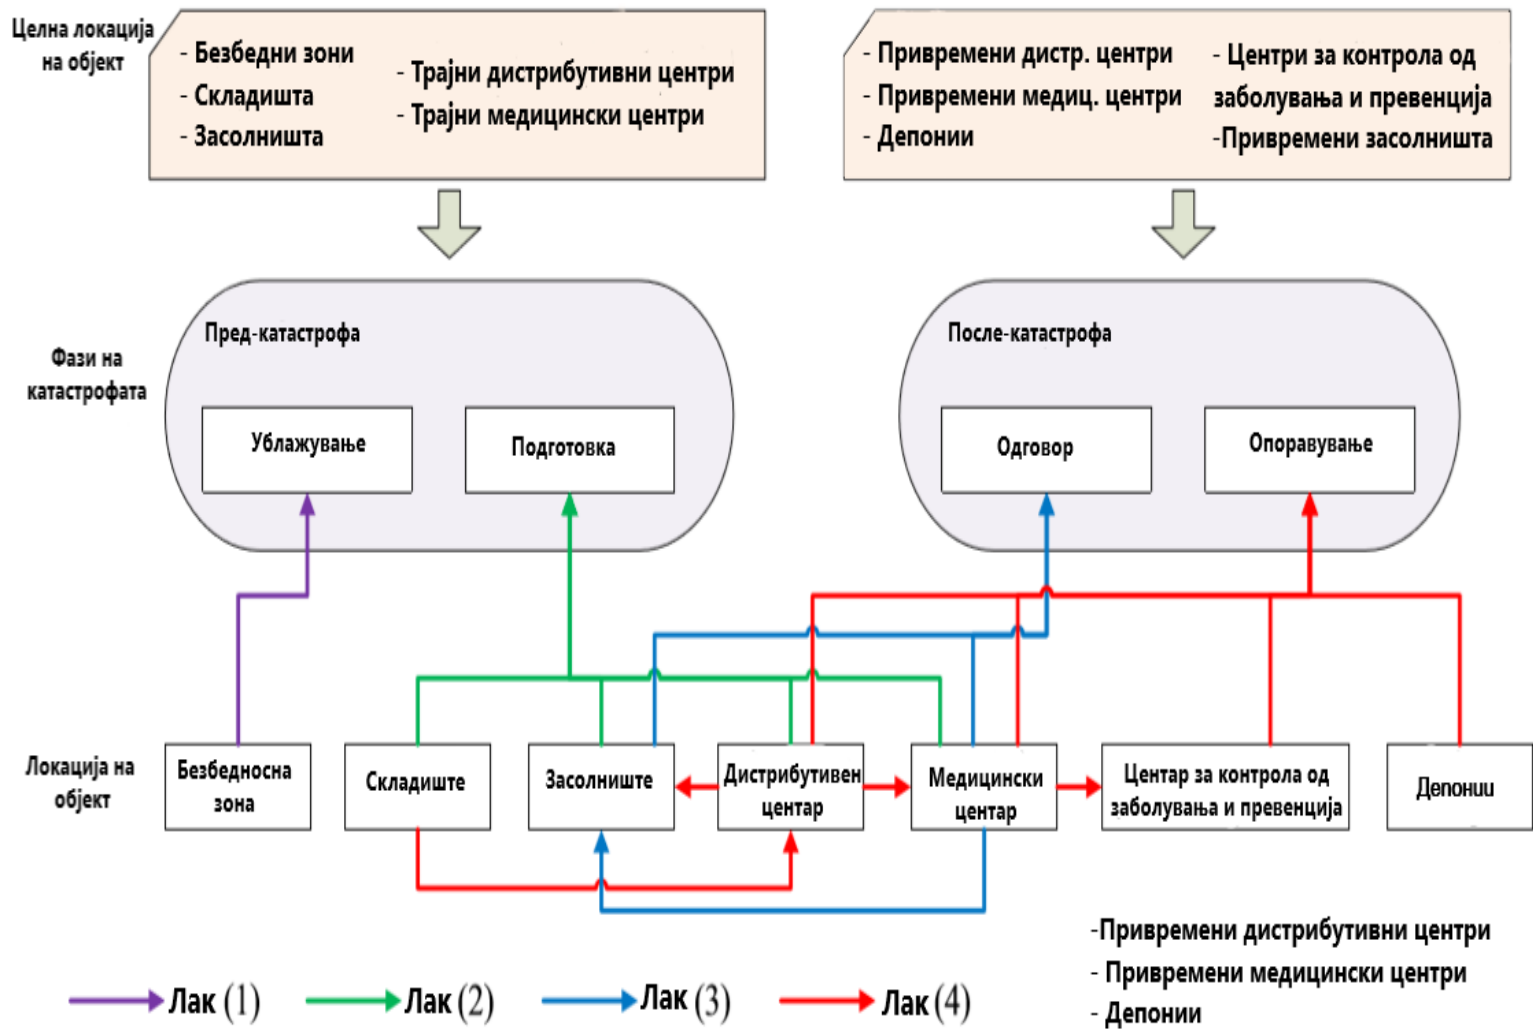 Целна локација
на објект
- Безбедни зони
- Складишта
- Засолништа
- Трајни дистрибутивни центри
- Трајни медицински центри
- Привремени дистр. центри
- Привремени медиц. центри
- Депонии
- Центри за контрола од
заболувања и превенција
-Привремени засолништа
Фази на
катастрофата
Пред-катастрофа
Ублажување
Подготовка
После-катастрофа
Одговор
Опоравување
Локација на
објект
Безбедносна
зона
Складиште
Засолниште
Дистрибутивен
центар
Медицински
центар
Центар за контрола од
заболувања и превенција
Депонии
-Привремени дистрибутивни центри
- Привремени медицински центри
- Депонии
Лак (1)
Лак (2)
Лак (3)
Лак (4)